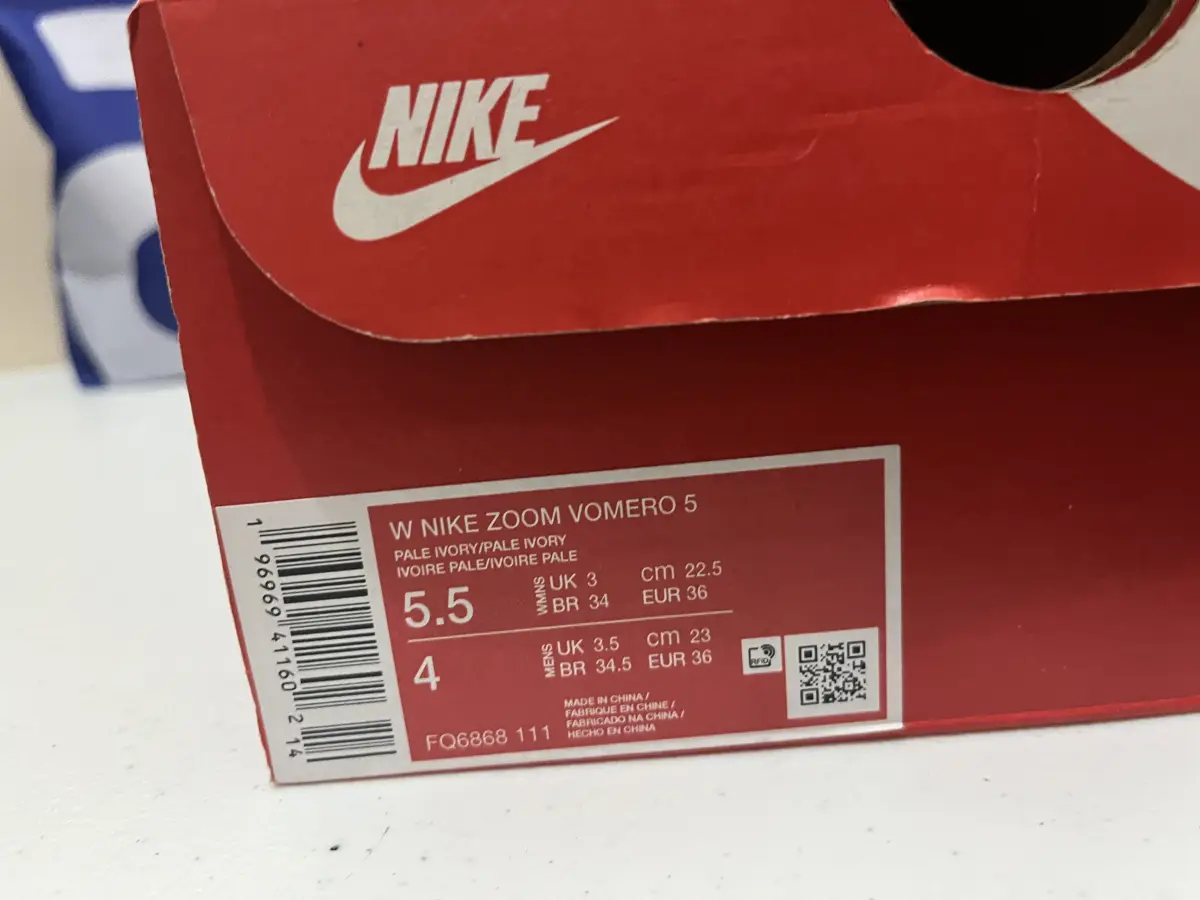 NIKE
W NIKE ZOOM VOMERO 5
PALE IVORY/PALE IVORY
IVOIRE PALE/IVOIRE PALE
5.5 WMNS UK 3 CM 22.5
BR 34 EUR 36
4 MENS UK 3.5 CM 23
BR 34.5 EUR 36
RFID
FQ6868 111
MADE IN CHINA /
FABRIQUE EN CHINE /
FABRICADO NA CHINA /
HECHO EN CHINA
1 96969 41160 2 14